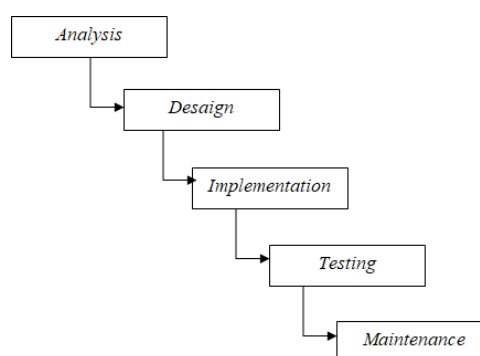 Analysis
Desaign
Implementation
Testing
Maintenance